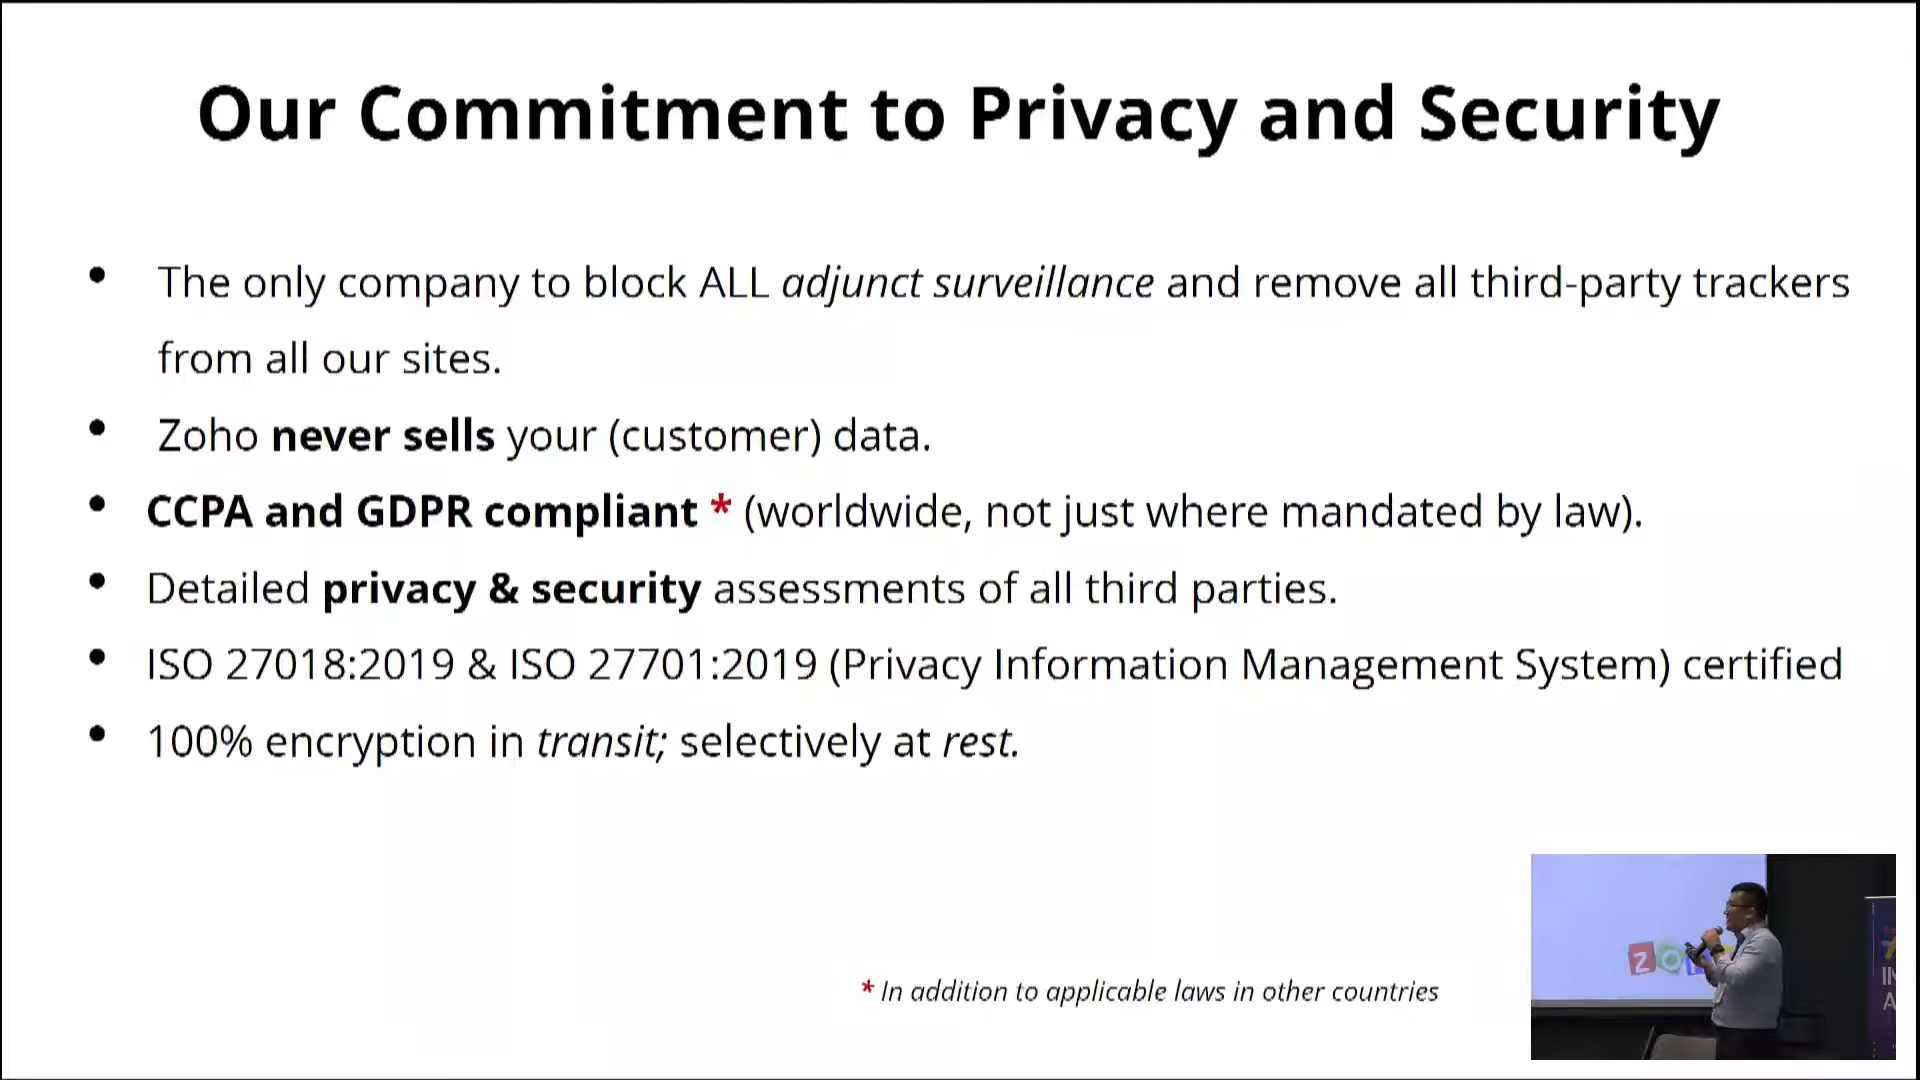 Our Commitment to Privacy and Security
• The only company to block ALL adjunct surveillance and remove all third-party trackers
from all our sites.
• Zoho never sells your (customer) data.
• CCPA and GDPR compliant * (worldwide, not just where mandated by law).
• Detailed privacy & security assessments of all third parties.
• ISO 27018:2019 & ISO 27701:2019 (Privacy Information Management System) certified
• 100% encryption in transit; selectively at rest.
* In addition to applicable laws in other countries
ZO